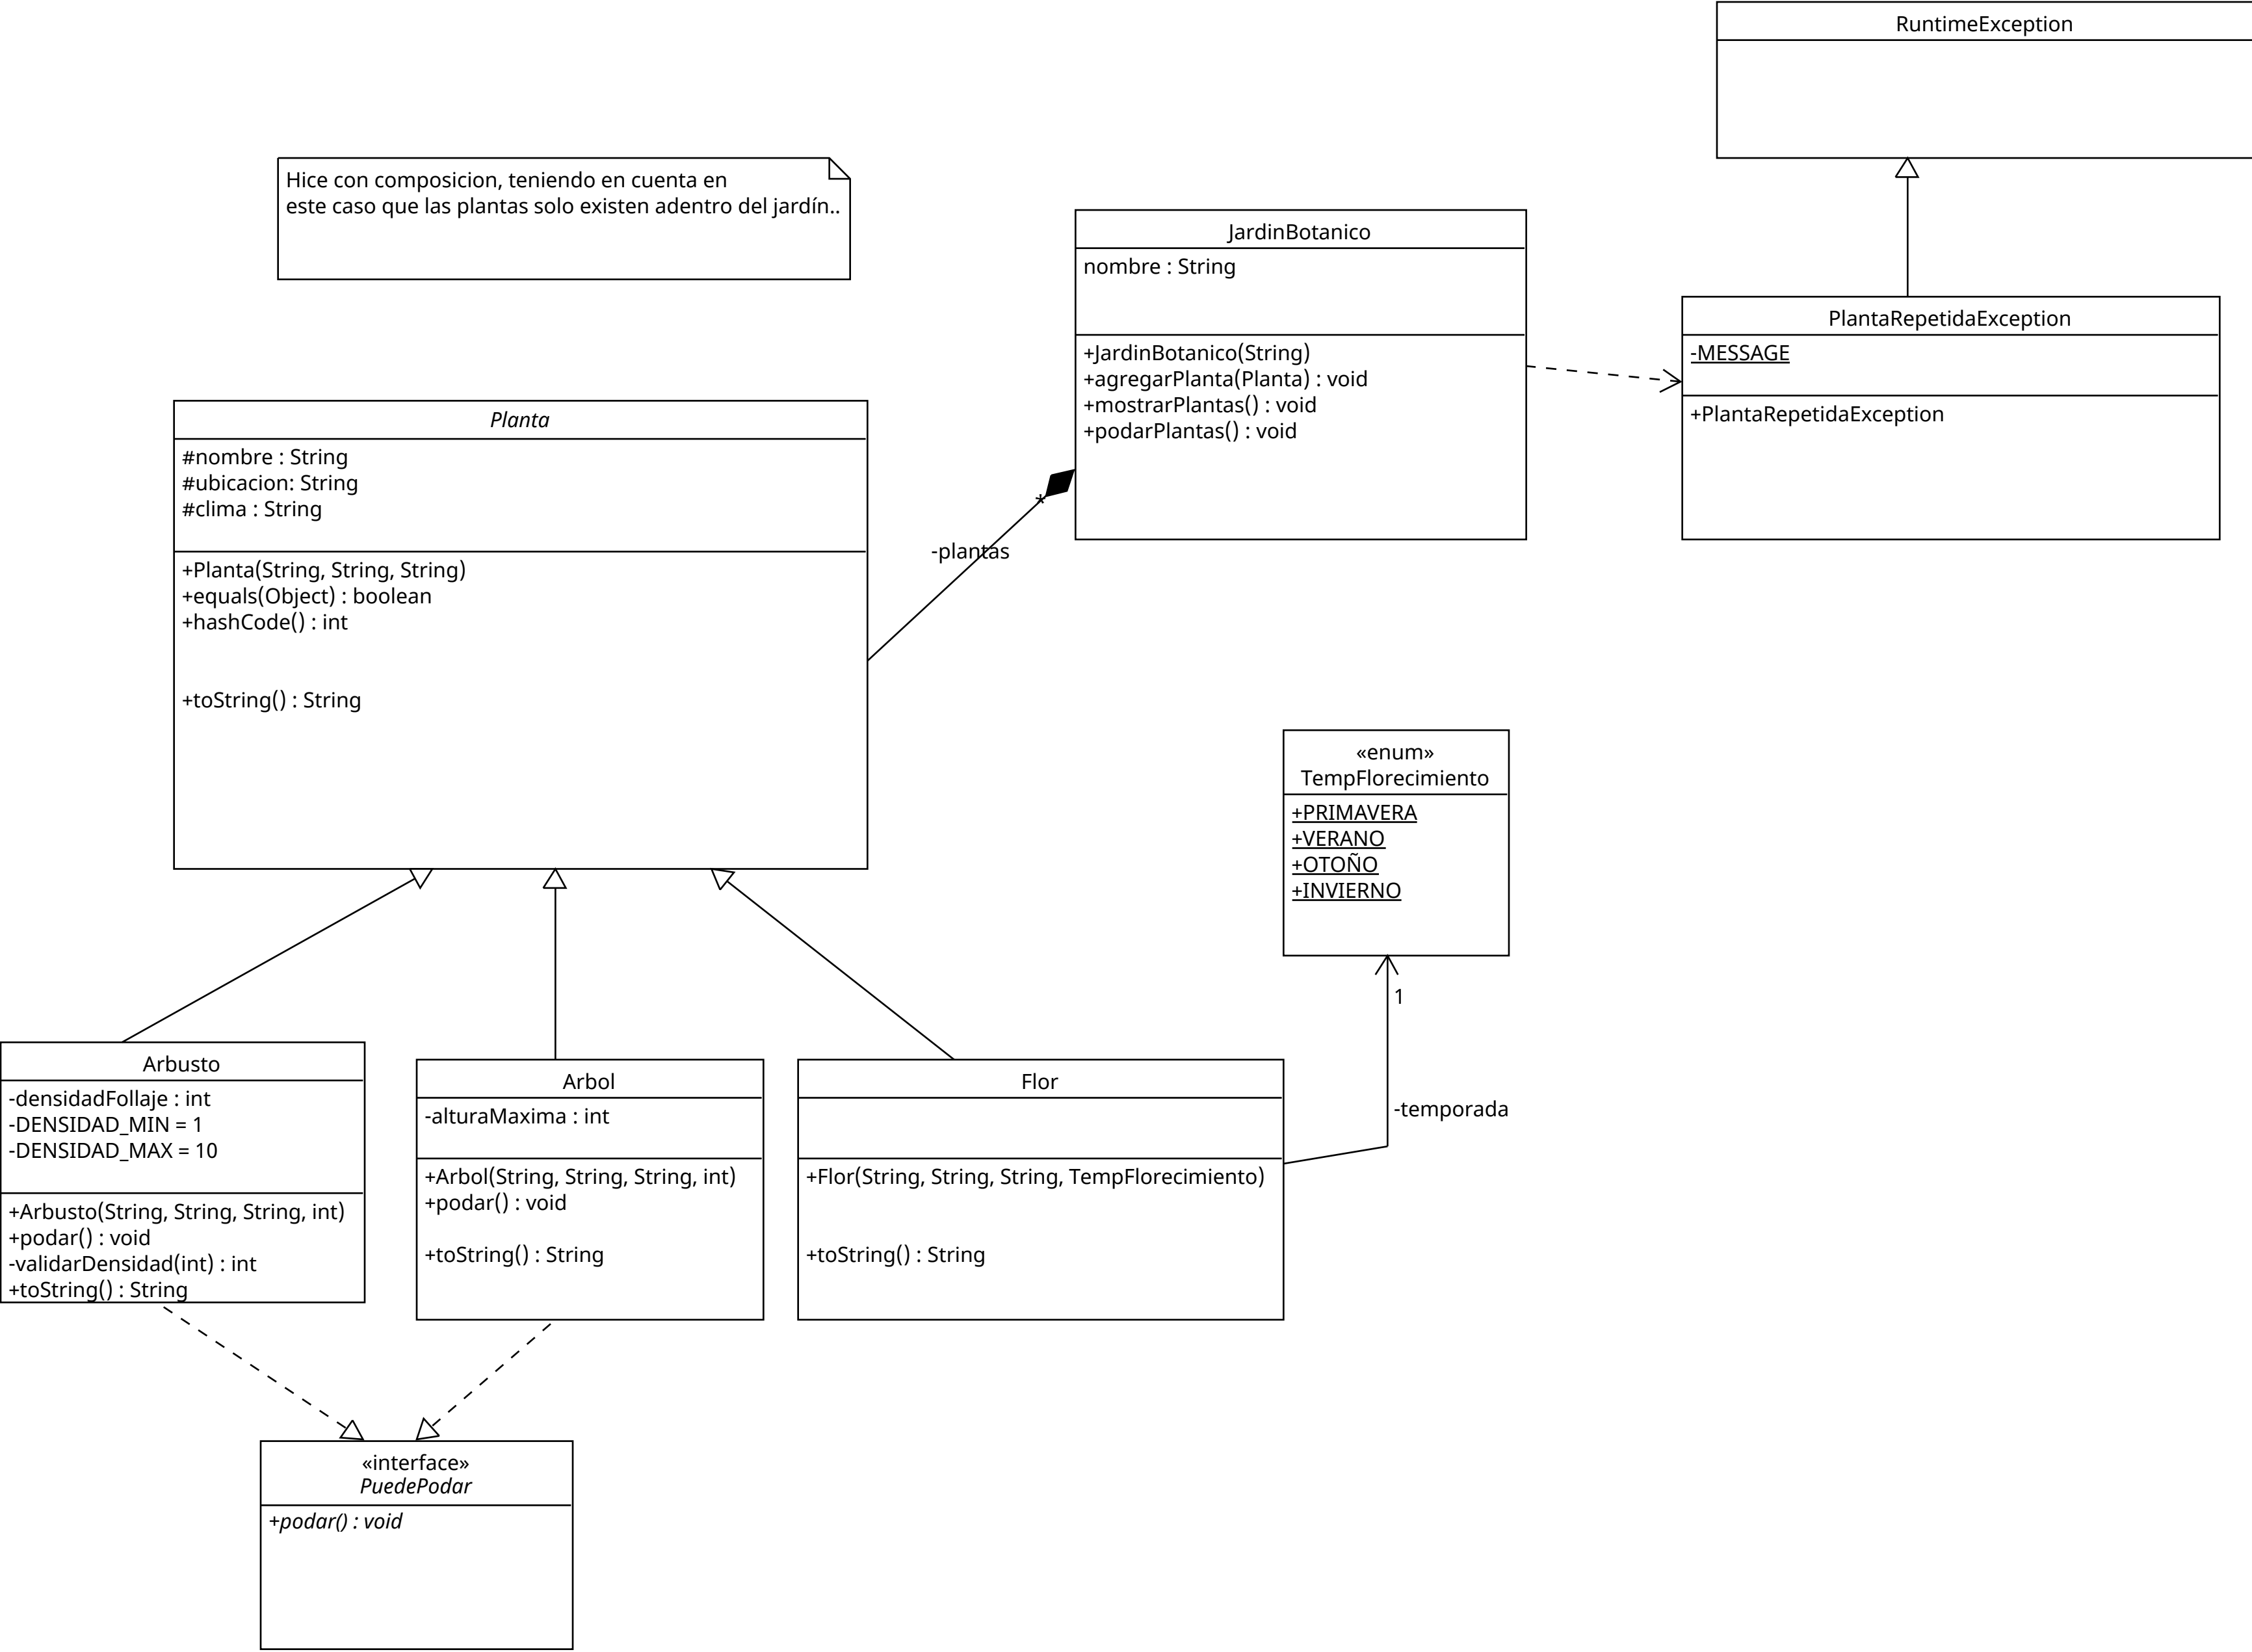 RuntimeException
Hice con composicion, teniendo en cuenta en
este caso que las plantas solo existen adentro del jardín..
JardinBotanico
nombre : String
+JardinBotanico(String)
+agregarPlanta(Planta) : void
+mostrarPlantas() : void
+podarPlantas() : void
PlantaRepetidaException
-MESSAGE
+PlantaRepetidaException
Planta
#nombre : String
#ubicacion: String
#clima : String
+Planta(String, String, String)
+equals(Object) : boolean
+hashCode() : int
+toString() : String
*
-plantas
«enum»
TempFlorecimiento
+PRIMAVERA
+VERANO
+OTOÑO
+INVIERNO
1
-temporada
Arbusto
-densidadFollaje : int
-DENSIDAD_MIN = 1
-DENSIDAD_MAX = 10
+Arbusto(String, String, String, int)
+podar() : void
-validarDensidad(int) : int
+toString() : String
Arbol
-alturaMaxima : int
+Arbol(String, String, String, int)
+podar() : void
+toString() : String
Flor
+Flor(String, String, String, TempFlorecimiento)
+toString() : String
«interface»
PuedePodar
+podar() : void